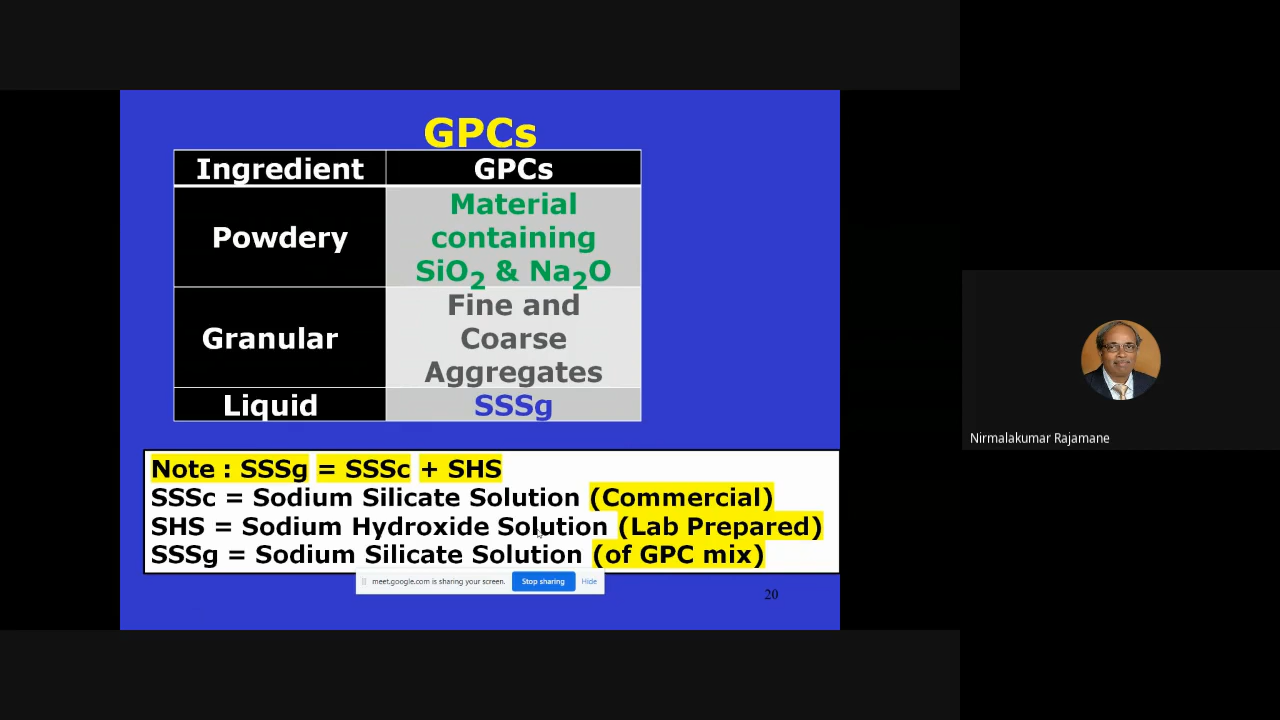 GPCs
Ingredient GPCs
Powdery Material
containing
SiO2 & Na2O
Granular Fine and
Coarse
Aggregates
Liquid SSSg
Note : SSSg = SSSc + SHS
SSSc = Sodium Silicate Solution (Commercial)
SHS = Sodium Hydroxide Solution (Lab Prepared)
SSSg = Sodium Silicate Solution (of GPC mix)
meet.google.com is sharing your screen. Stop sharing Hide
20
Nirmalakumar Rajamane